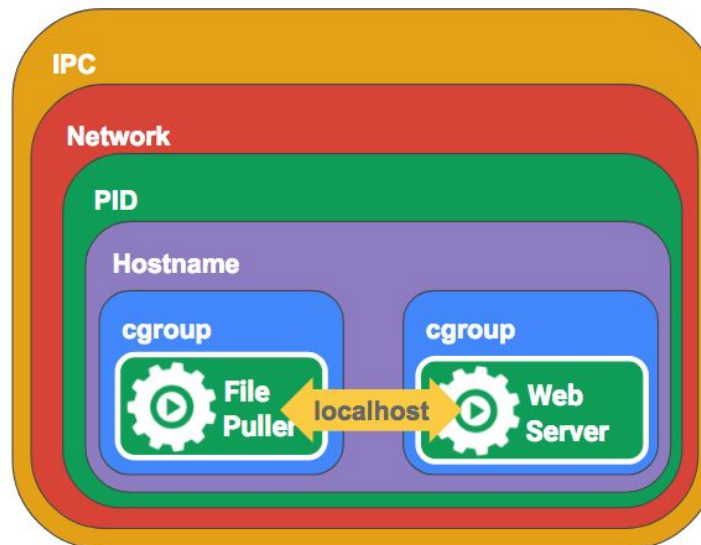 IPC
Network
PID
Hostname
cgroup
File
Puller
localhost
cgroup
Web
Server